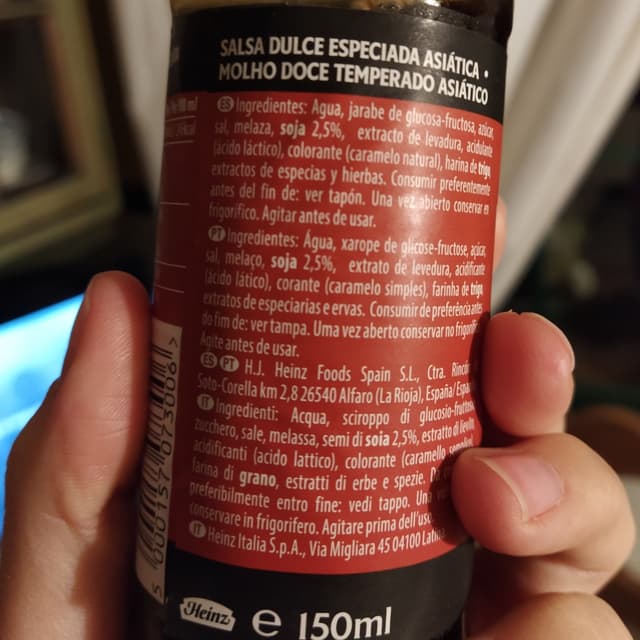 SALSA DULCE ESPECIADA ASIÁTICA •
MOLHO DOCE TEMPERADO ASIÁTICO
ES Ingredientes: Agua, jarabe de glucosa-fructosa, azúcar,
sal, melaza, soja 2,5%, extracto de levadura, acidulante
(ácido láctico), colorante (caramelo natural), harina de trigo,
extractos de especias y hierbas. Consumir preferentemente
antes del fin de: ver tapón. Una vez abierto conservar en
frigorífico. Agitar antes de usar.
PT Ingredientes: Água, xarope de glicose-fructose, açúcar,
sal, melaço, soja 2,5%, extrato de levedura, acidificante
(ácido lático), corante (caramelo simples), farinha de trigo,
extratos de especiarias e ervas. Consumir de preferência antes
do fim de: ver tampa. Uma vez aberto conservar no frigorífico.
Agite antes de usar.
ES PT H.J. Heinz Foods Spain S.L., Ctra. Rincón
Soto-Corella km 2,8 26540 Alfaro (La Rioja), España/
IT Ingredienti: Acqua, sciroppo di glucosio-fruttosio,
zucchero, sale, melassa, semi di soia 2,5%, estratto di lievito,
acidificanti (acido lattico), colorante (caramello semplice),
farina di grano, estratti di erbe e spezie. Da
preferibilmente entro fine: vedi tappo. Una
conservare in frigorifero. Agitare prima dell'uso.
IT Heinz Italia S.p.A., Via Migliara 45 04100 Latina
5 000157 073006 >
Heinz
e 150ml